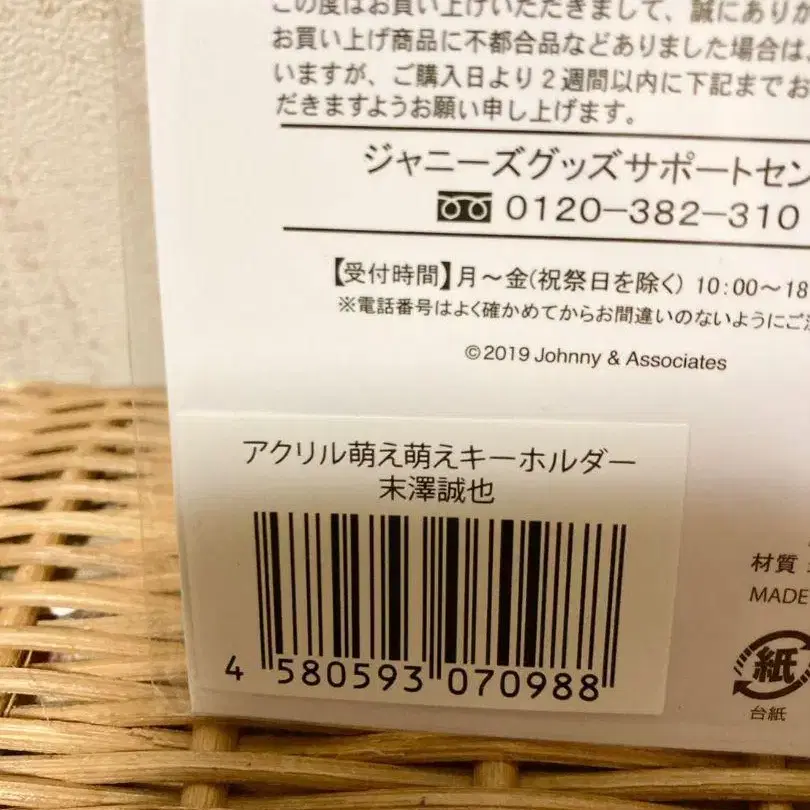 この度はお買い上げいただきまして、誠にありが
お買い上げ商品に不都合品などありました場合は、
いますが、ご購入日より2週間以内に下記までお
だきますようお願い申し上げます。
ジャニーズグッズサポートセン
0120-382-310
【受付時間】月～金(祝祭日を除く) 10:00～18
※電話番号はよく確かめてからお間違いのないようにご注
©2019 Johnny & Associates
アクリル萌え萌えキーホルダー
末澤誠也
4 580593 070988
材質
MADE
紙
台紙